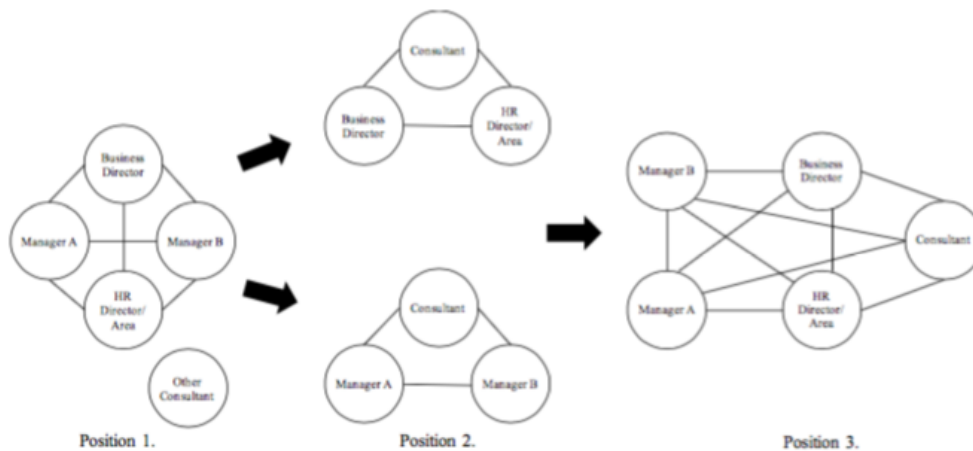 Business
Director
Manager A
Manager B
HR
Director/
Area
Other
Consultant
Position 1.
Consultant
Business
Director
HR
Director/
Area
Consultant
Manager A
Manager B
Position 2.
Manager B
Business
Director
Consultant
Manager A
HR
Director/
Area
Position 3.